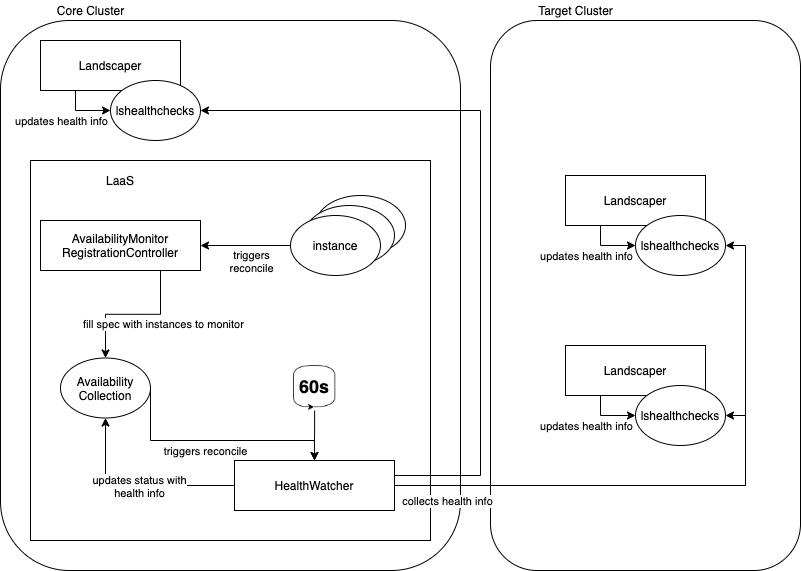 Core Cluster
Target Cluster
Landscaper
lshealthchecks
updates health info
LaaS
AvailabilityMonitor
RegistrationController
instance
triggers
reconcile
fill spec with instances to monitor
Availability
Collection
60s
triggers reconcile
updates status with
health info
HealthWatcher
collects health info
Landscaper
lshealthchecks
updates health info
Landscaper
lshealthchecks
updates health info